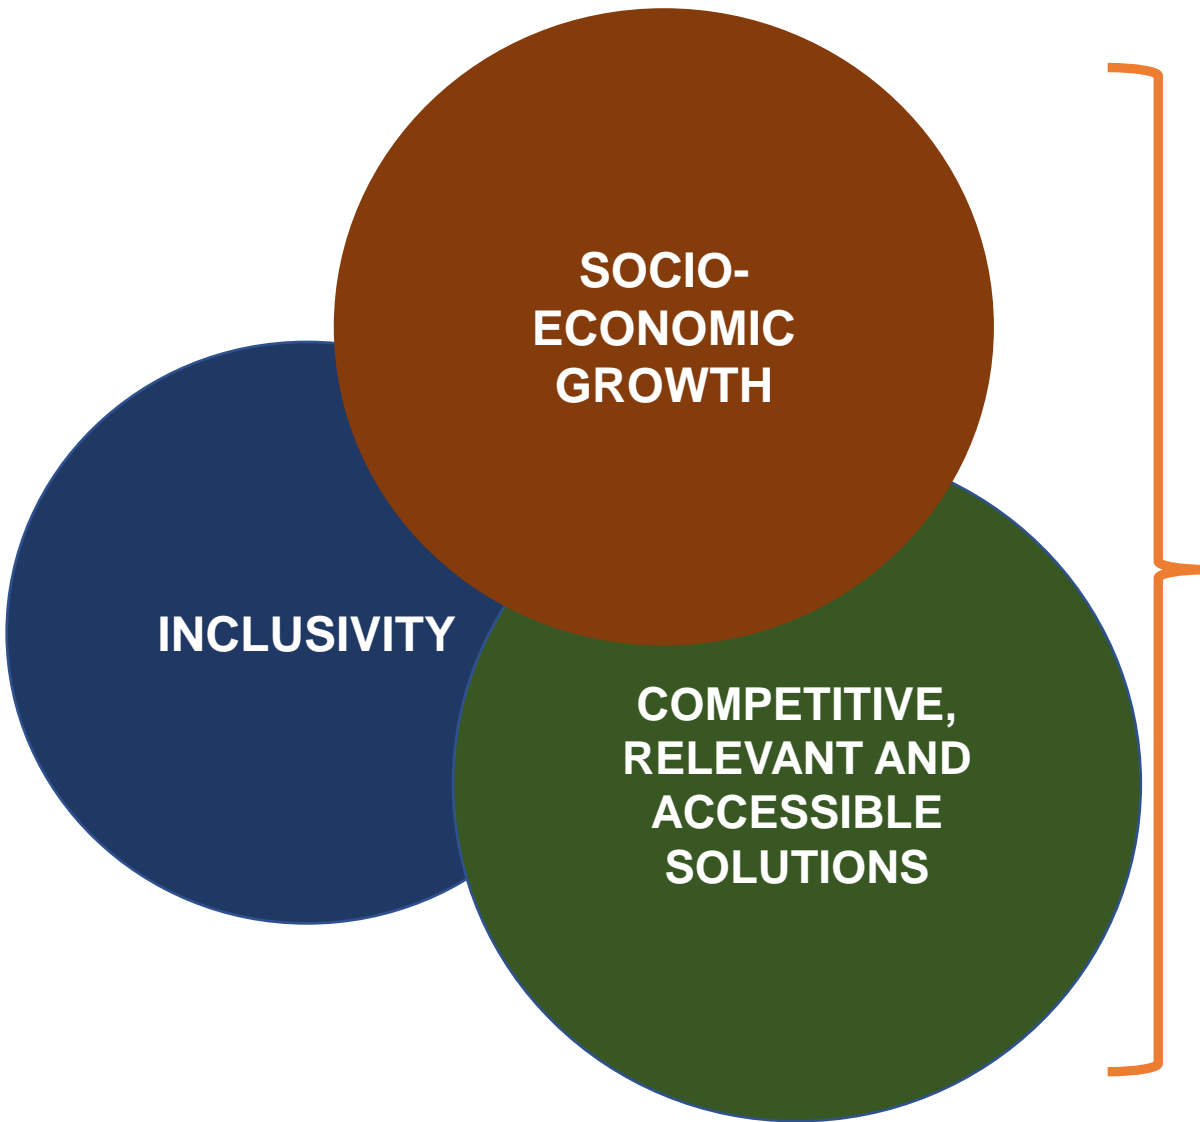 SOCIO-
ECONOMIC
GROWTH
INCLUSIVITY
COMPETITIVE,
RELEVANT AND
ACCESSIBLE
SOLUTIONS